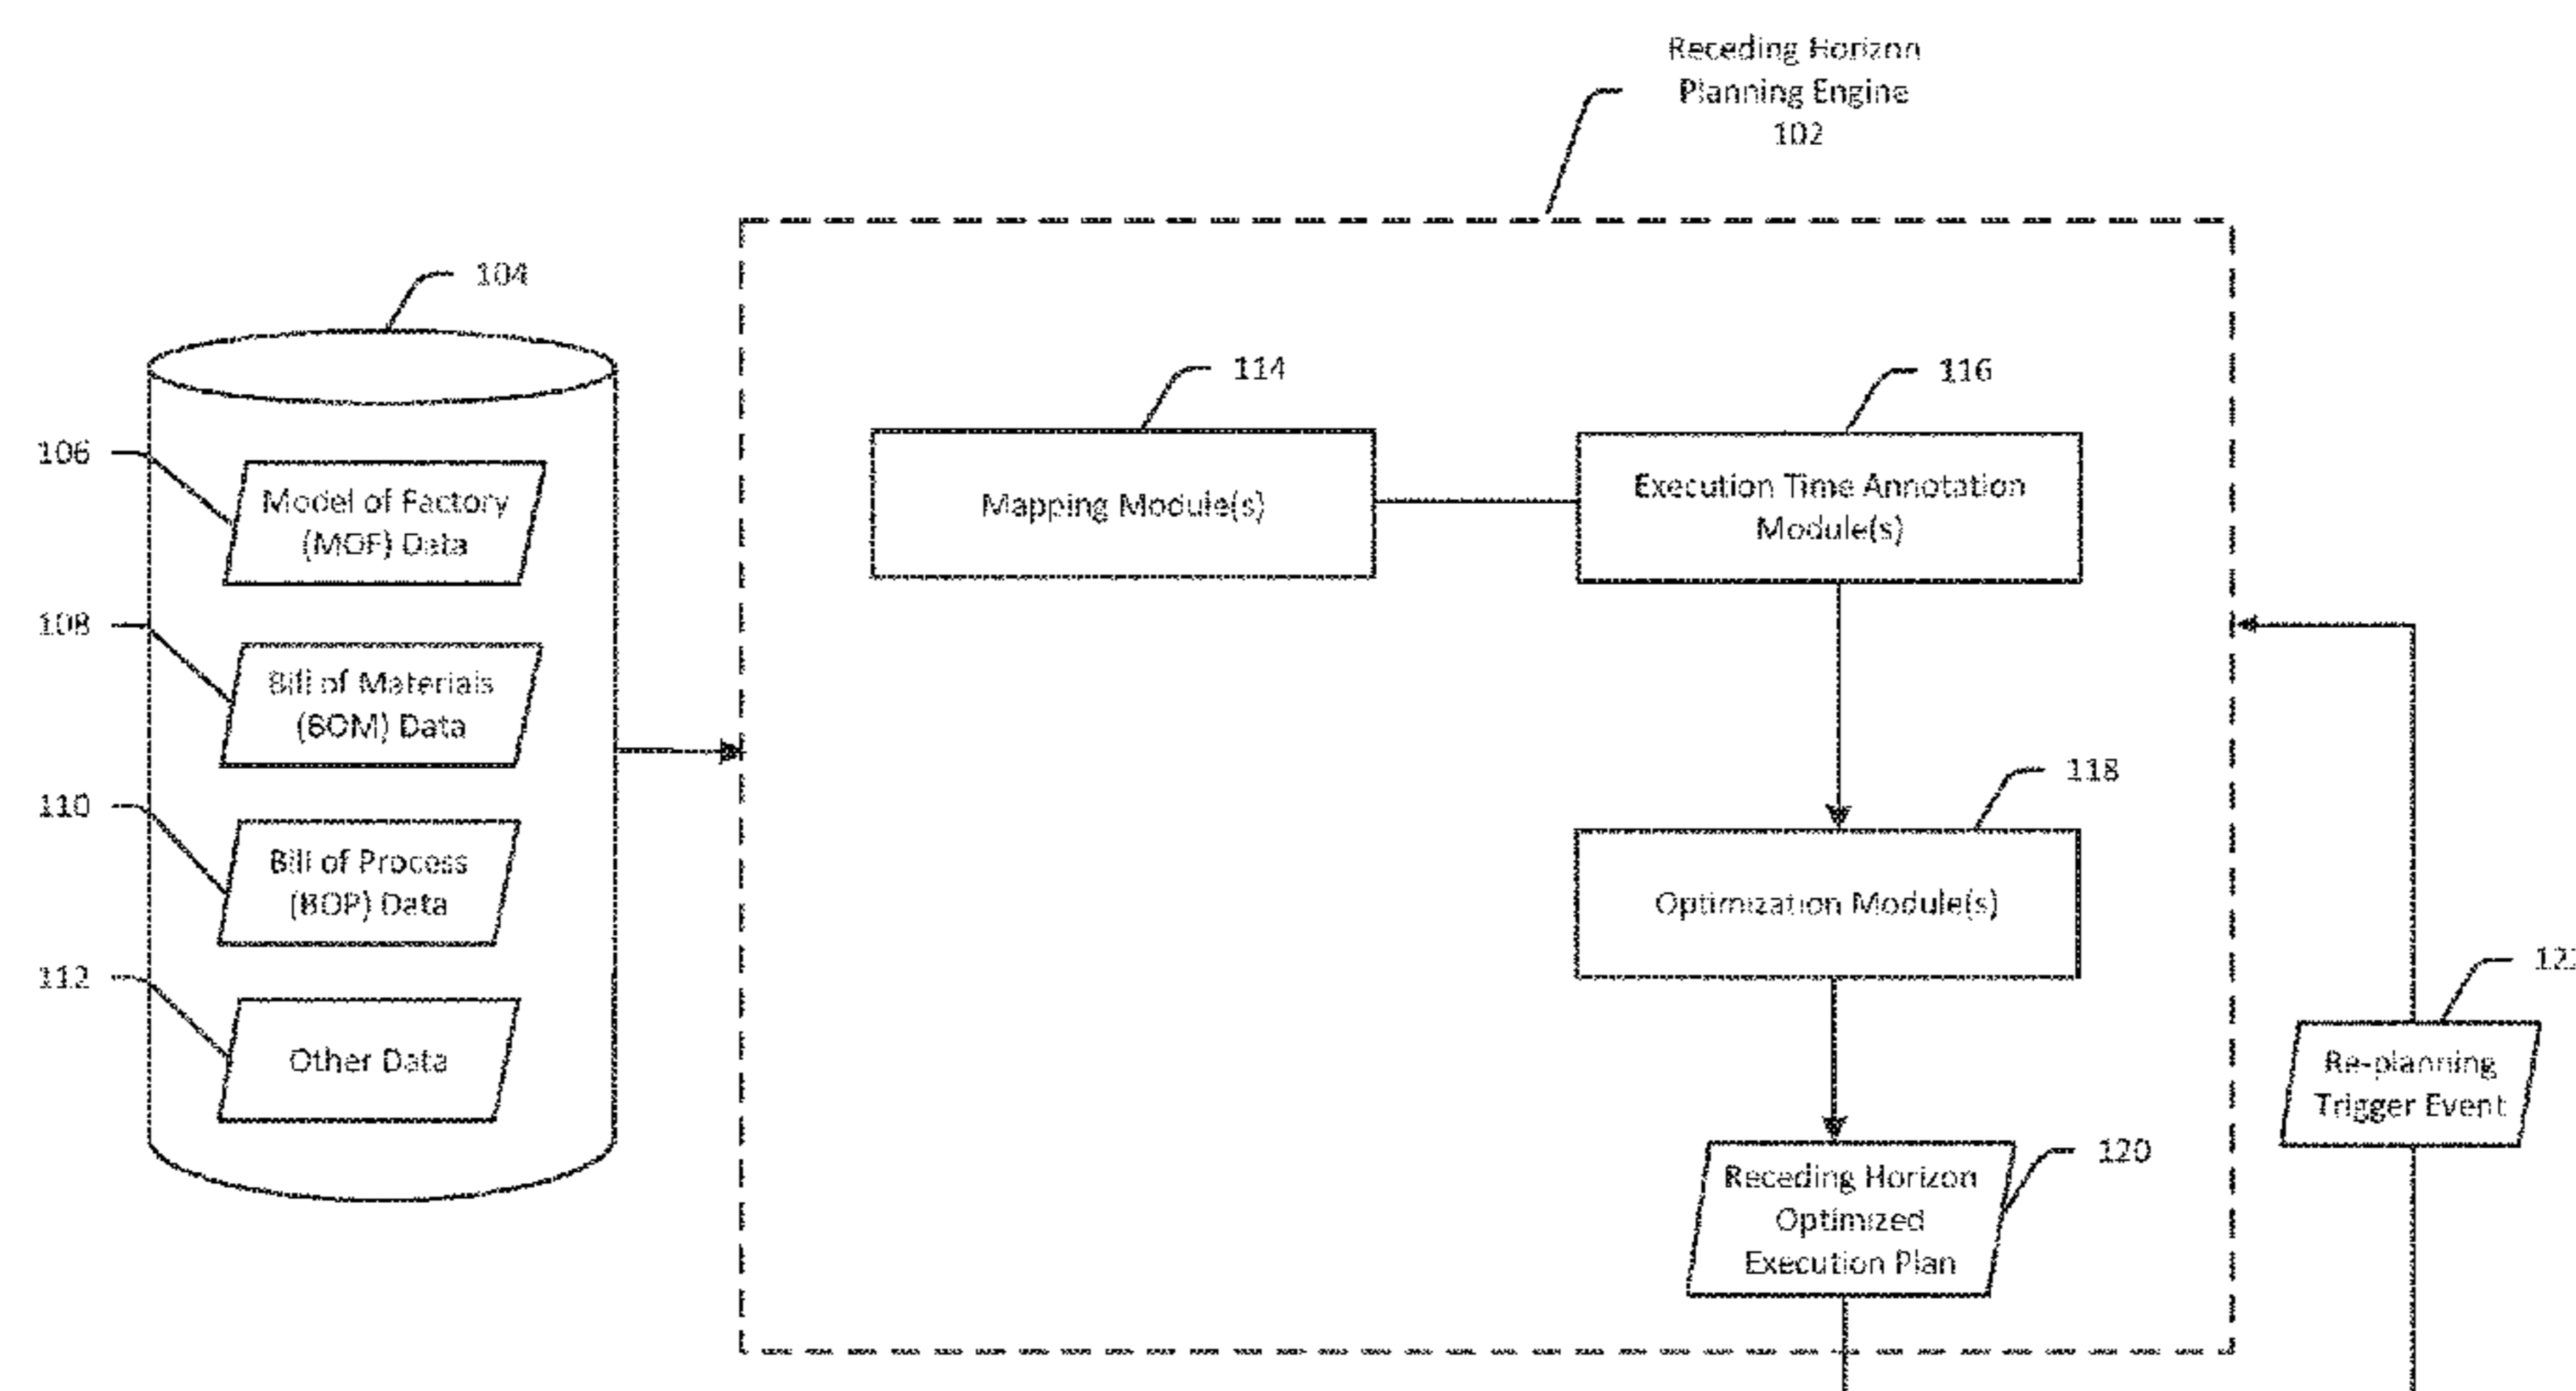 Receding Horizon
Planning Engine
102
104
106
Model of Factory
(MOF) Data
108
Bill of Materials
(BOM) Data
110
Bill of Process
(BOP) Data
112
Other Data
114
Mapping Module(s)
116
Execution Time Annotation
Module(s)
118
Optimization Module(s)
120
Receding Horizon
Optimized
Execution Plan
Re-planning
Trigger Event